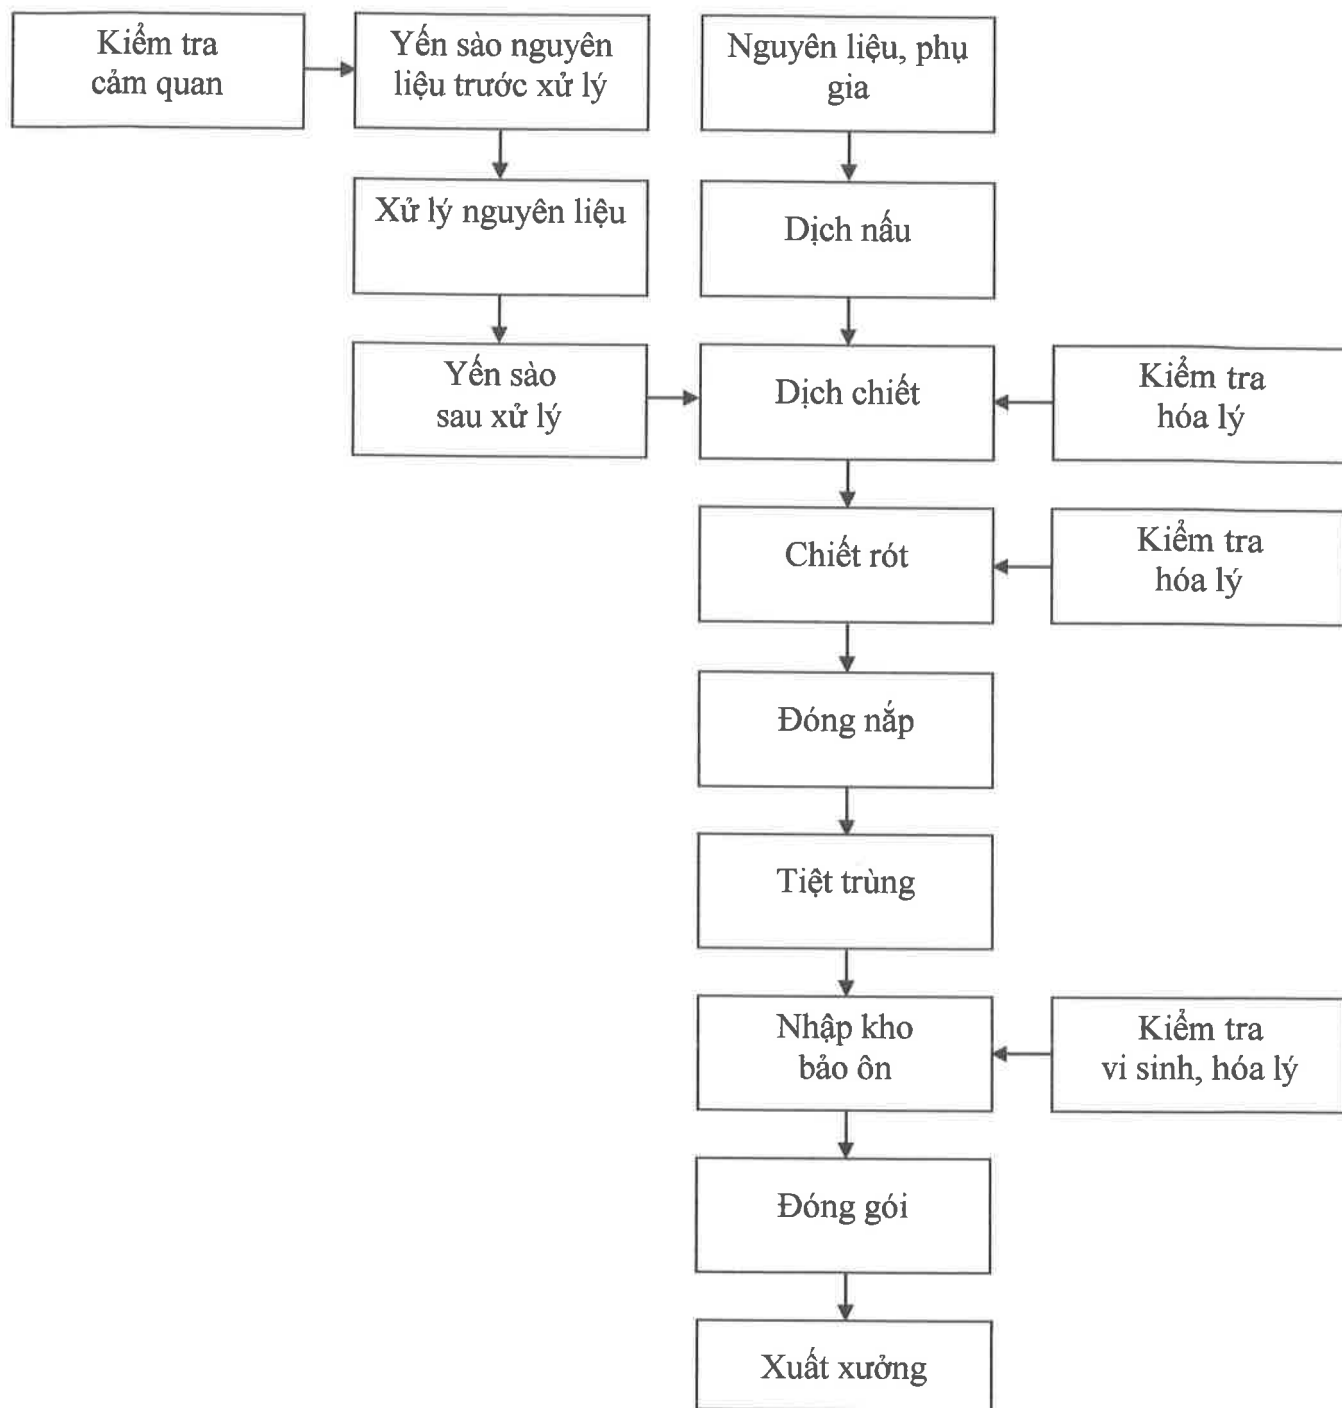 Kiểm tra
cảm quan
Yến sào nguyên
liệu trước xử lý
Nguyên liệu, phụ
gia
Xử lý nguyên liệu
Dịch nấu
Yến sào
sau xử lý
Dịch chiết
Kiểm tra
hóa lý
Chiết rót
Kiểm tra
hóa lý
Đóng nắp
Tiệt trùng
Nhập kho
bảo ôn
Kiểm tra
vi sinh, hóa lý
Đóng gói
Xuất xưởng